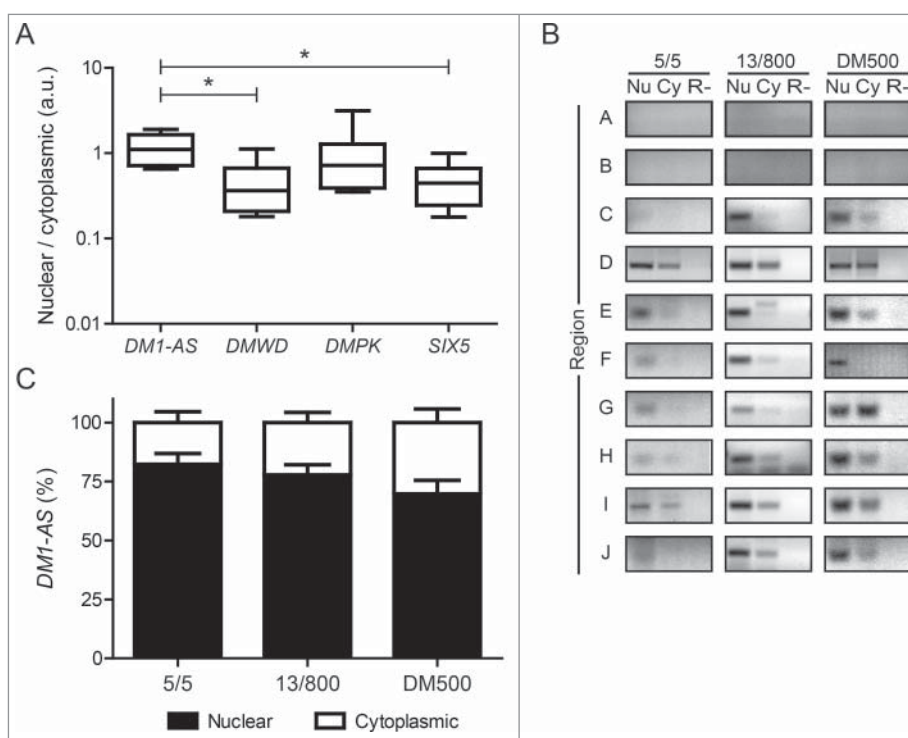 A
*
*
Nuclear / cytoplasmic (a.u.)
10
1
0.1
0.01
DM1-AS DMWD DMPK SIX5
B
5/5 13/800 DM500
Nu Cy R- Nu Cy R- Nu Cy R-
Region
A
B
C
D
E
F
G
H
I
J
C
DM1-AS (%)
100
75
50
25
0
5/5 13/800 DM500
Nuclear Cytoplasmic